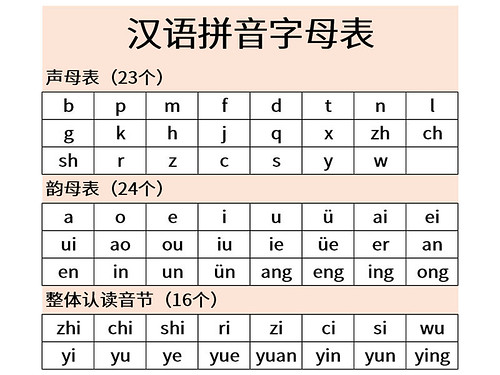 汉语拼音字母表
声母表（23个）
b p m f d t n l
g k h j q x zh ch
sh r z c s y w
韵母表（24个）
a o e i u ü ai ei
ui ao ou iu ie üe er an
en in un ün ang eng ing ong
整体认读音节（16个）
zhi chi shi ri zi ci si wu
yi yu ye yue yuan yin yun ying